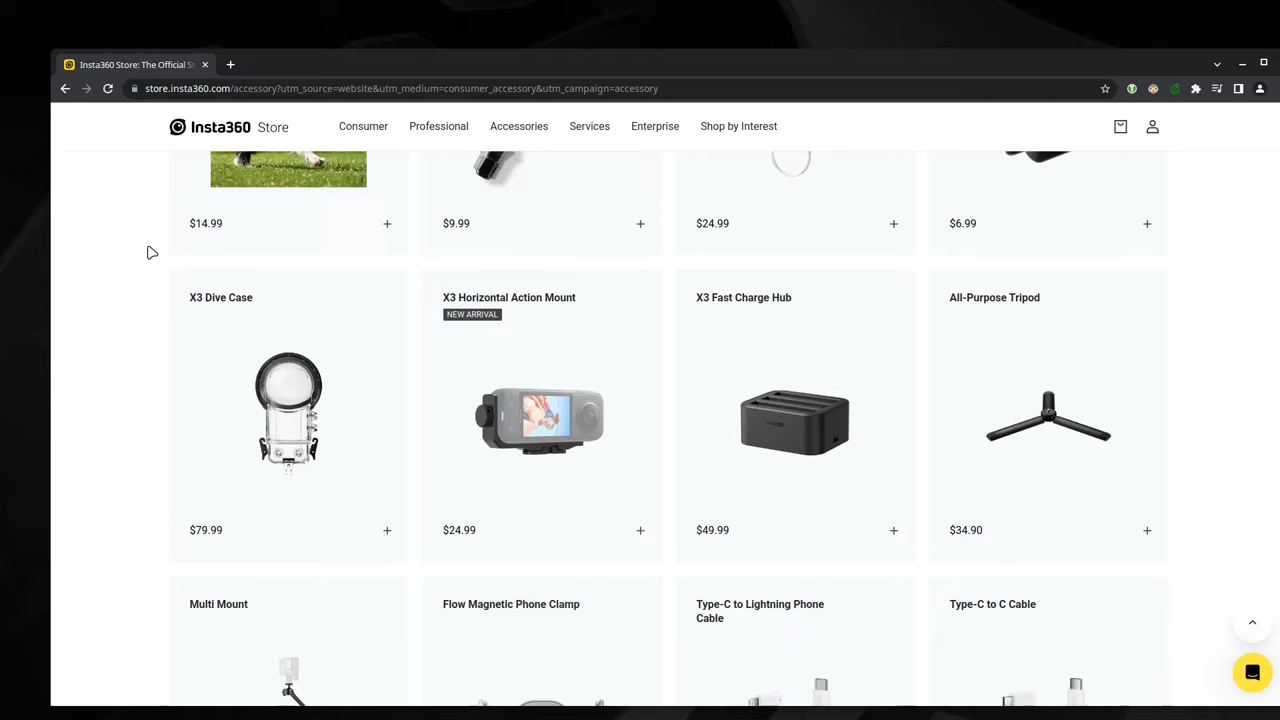 Insta360 Store: The Official St
store.insta360.com/accessory?utm_source=website&utm_medium=consumer_accessory&utm_campaign=accessory
Insta360 Store Consumer Professional Accessories Services Enterprise Shop by Interest
$14.99 + $9.99 + $24.99 + $6.99 +
X3 Dive Case
X3 Horizontal Action Mount
NEW ARRIVAL
X3 Fast Charge Hub
All-Purpose Tripod
$79.99 + $24.99 + $49.99 + $34.90 +
Multi Mount
Flow Magnetic Phone Clamp
Type-C to Lightning Phone
Cable
Type-C to C Cable